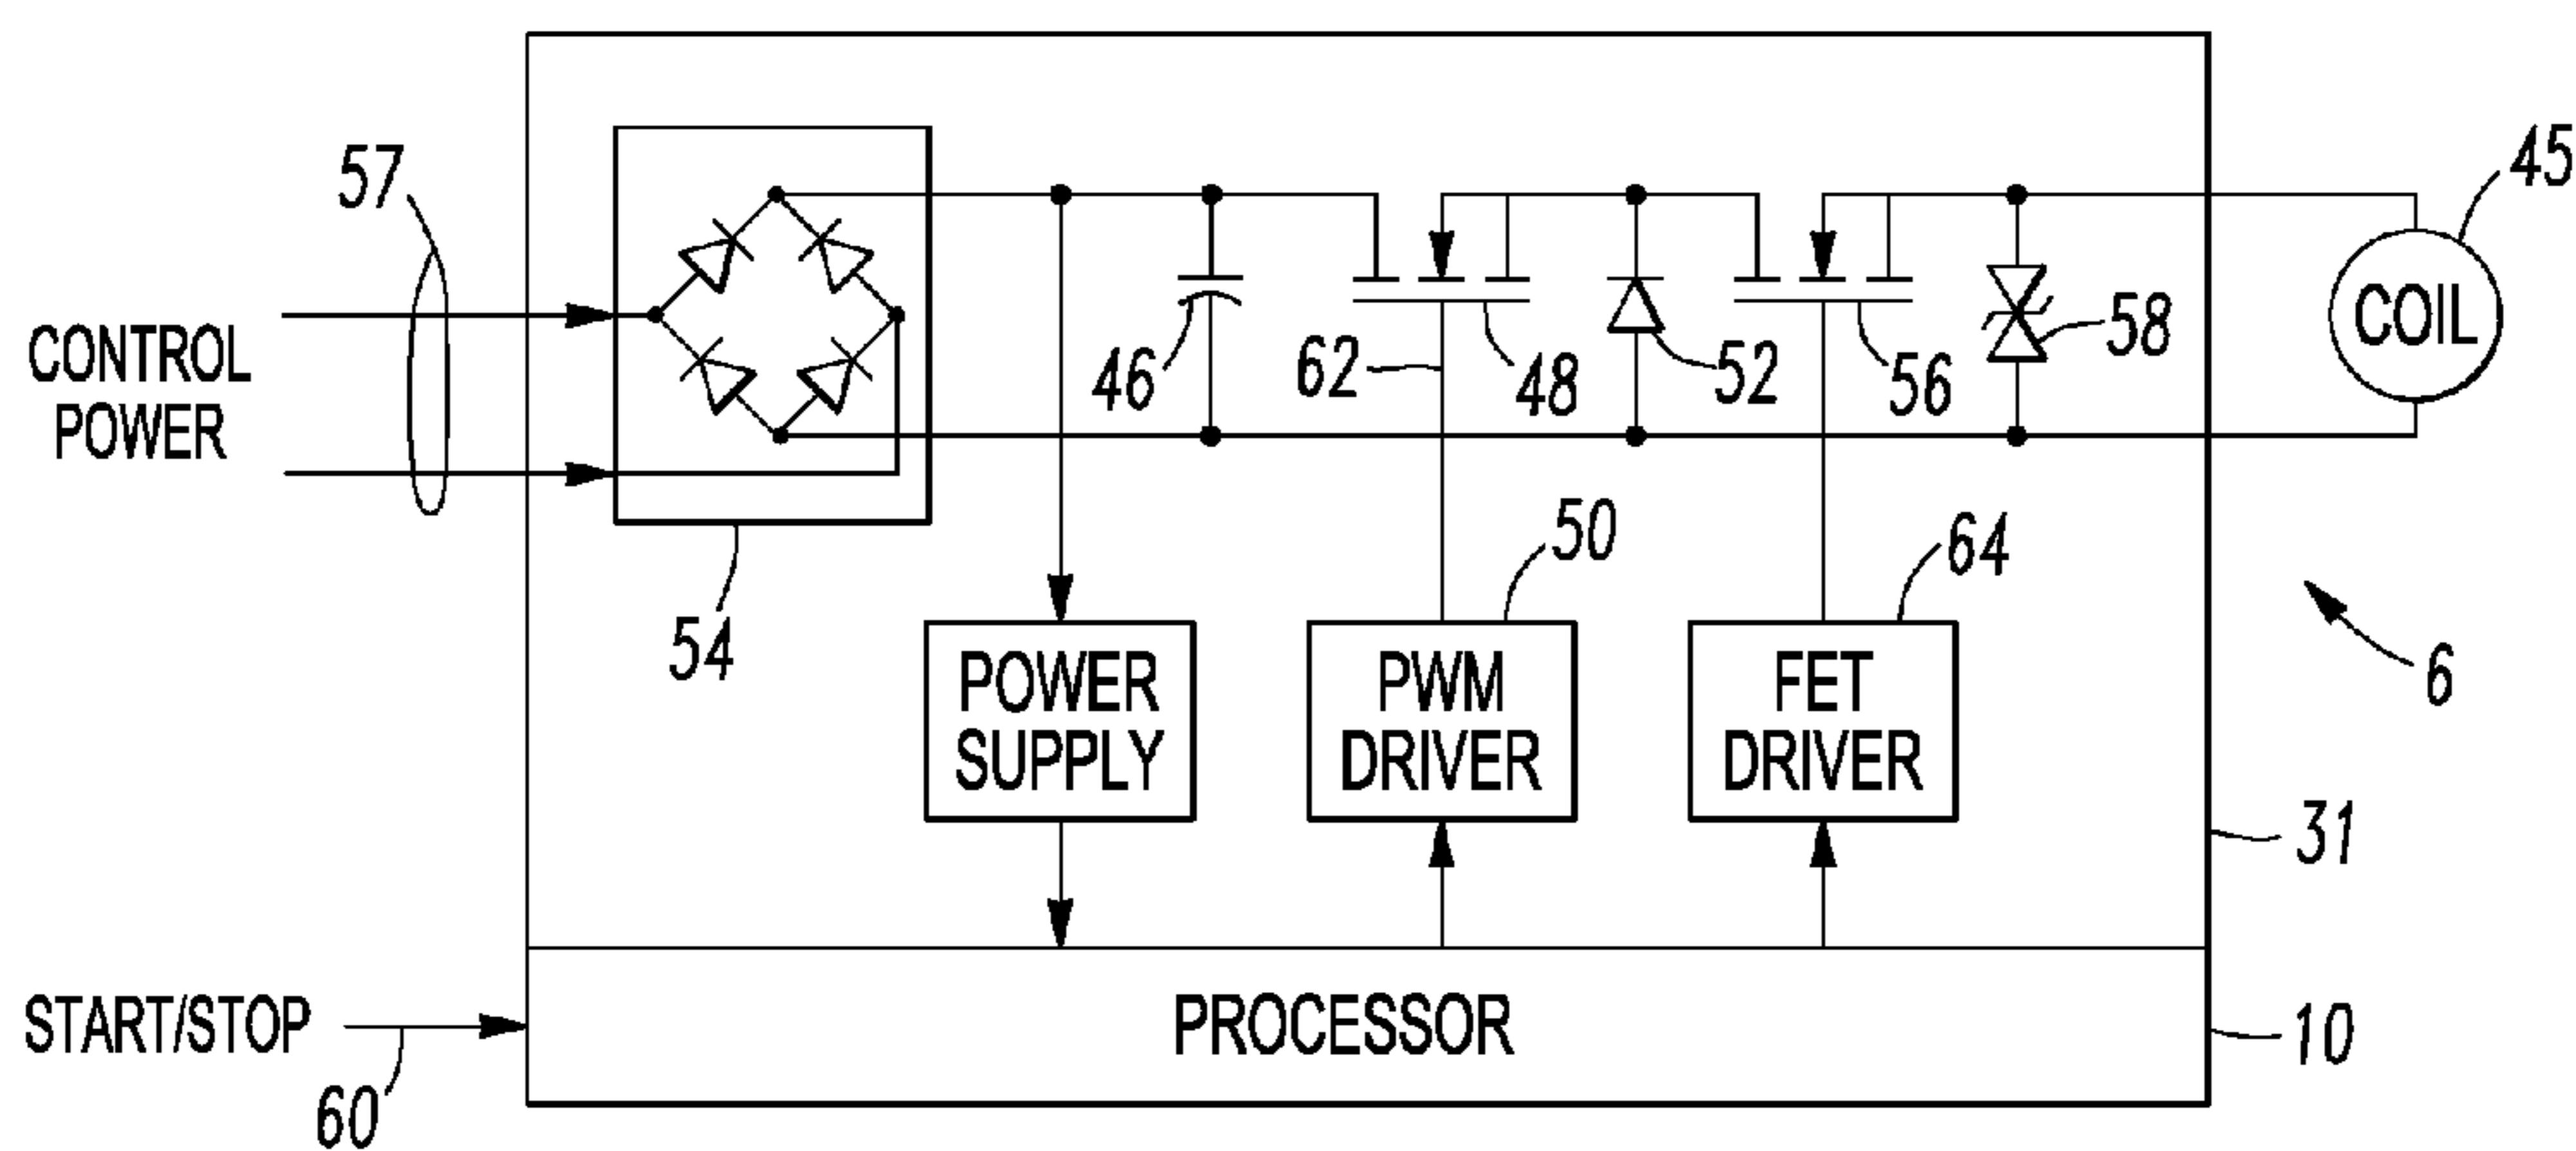 57
45
CONTROL
POWER
46
62
48
52
56
58
COIL
54
50
64
6
POWER
SUPPLY
PWM
DRIVER
FET
DRIVER
31
START/STOP
PROCESSOR
10
60